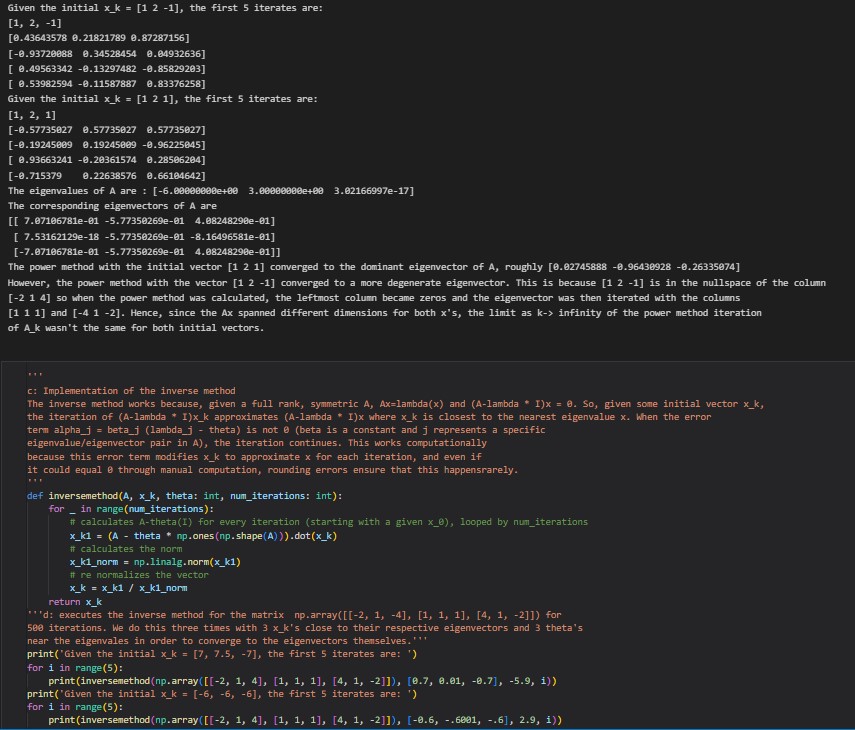 Given the initial x_k = [1 2 -1], the first 5 iterates are:
[1, 2, -1]
[0.43643578 0.21821789 0.87287156]
[-0.93720088  0.34528454  0.04932636]
[ 0.49563342 -0.13297482 -0.85829203]
[ 0.53982594 -0.11587887  0.83376258]
Given the initial x_k = [1 2 1], the first 5 iterates are:
[1, 2, 1]
[-0.57735027  0.57735027  0.57735027]
[-0.19245009  0.19245009 -0.96225045]
[ 0.93663241 -0.20361574  0.28506204]
[-0.715379    0.22638576  0.66104642]
The eigenvalues of A are : [-6.00000000e+00  3.00000000e+00  3.02166997e-17]
The corresponding eigenvectors of A are
[[ 7.07106781e-01 -5.77350269e-01  4.08248290e-01]
 [ 7.53162129e-18 -5.77350269e-01 -8.16496581e-01]
 [-7.07106781e-01 -5.77350269e-01  4.08248290e-01]]
The power method with the initial vector [1 2 1] converged to the dominant eigenvector of A, roughly [0.02745888 -0.96430928 -0.26335074]
However, the power method with the vector [1 2 -1] converged to a more degenerate eigenvector. This is because [1 2 -1] is in the nullspace of the column
[-2 1 4] so when the power method was calculated, the leftmost column became zeros and the eigenvector was then iterated with the columns
[1 1 1] and [-4 1 -2]. Hence, since the Ax spanned different dimensions for both x's, the limit as k-> infinity of the power method iteration
of A_k wasn't the same for both initial vectors.
'''
c: Implementation of the inverse method
The inverse method works because, given a full rank, symmetric A, Ax=lambda(x) and (A-lambda * I)x = 0. So, given some initial vector x_k,
the iteration of (A-lambda * I)x_k approximates (A-lambda * I)x where x_k is closest to the nearest eigenvalue x. When the error
term alpha_j = beta_j (lambda_j - theta) is not 0 (beta is a constant and j represents a specific
eigenvalue/eigenvector pair in A), the iteration continues. This works computationally
because this error term modifies x_k to approximate x for each iteration, and even if
it could equal 0 through manual computation, rounding errors ensure that this happensrarely.
'''
def inversemethod(A, x_k, theta: int, num_iterations: int):
    for _ in range(num_iterations):
        # calculates A-theta(I) for every iteration (starting with a given x_0), looped by num_iterations
        x_k1 = (A - theta * np.ones(np.shape(A))).dot(x_k)
        # calculates the norm
        x_k1_norm = np.linalg.norm(x_k1)
        # re normalizes the vector
        x_k = x_k1 / x_k1_norm
    return x_k
'''d: executes the inverse method for the matrix  np.array([[-2, 1, -4], [1, 1, 1], [4, 1, -2]]) for
500 iterations. We do this three times with 3 x_k's close to their respective eigenvectors and 3 theta's
near the eigenvales in order to converge to the eigenvectors themselves.'''
print('Given the initial x_k = [7, 7.5, -7], the first 5 iterates are: ')
for i in range(5):
    print(inversemethod(np.array([[-2, 1, 4], [1, 1, 1], [4, 1, -2]]), [0.7, 0.01, -0.7], -5.9, i))
print('Given the initial x_k = [-6, -6, -6], the first 5 iterates are: ')
for i in range(5):
    print(inversemethod(np.array([[-2, 1, 4], [1, 1, 1], [4, 1, -2]]), [-0.6, -.6001, -.6], 2.9, i))